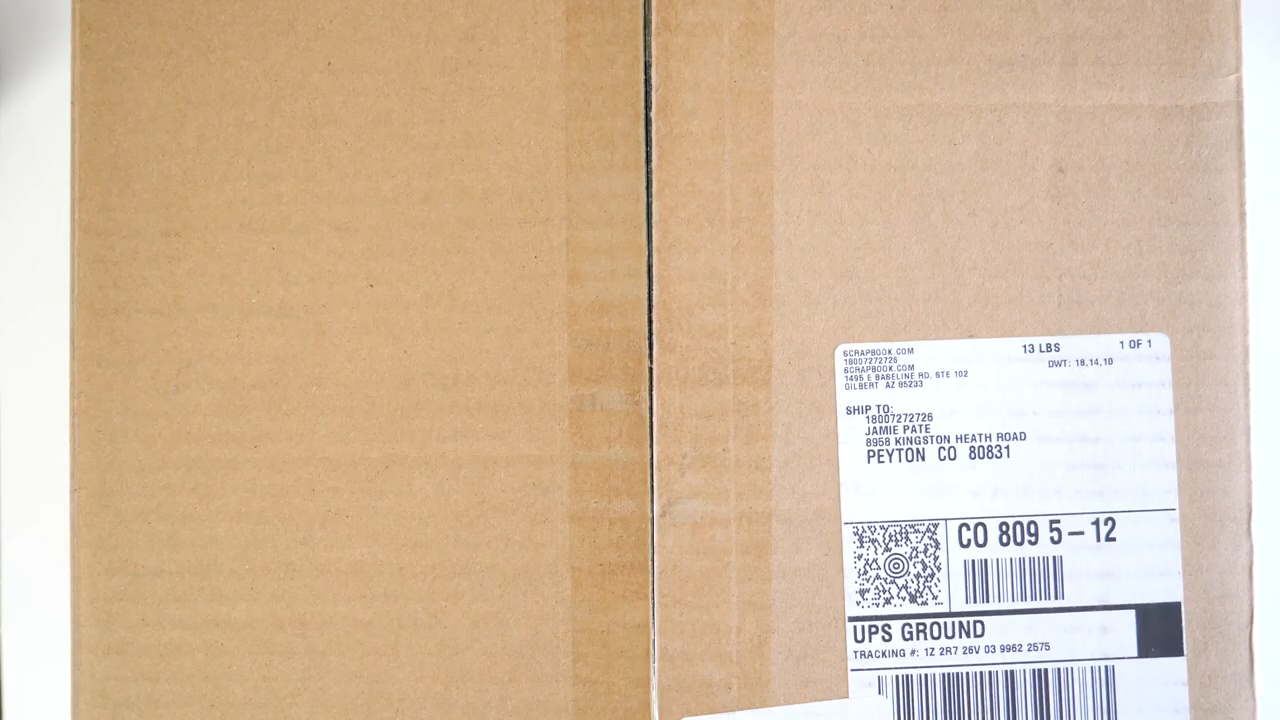 SCRAPBOOK.COM 13 LBS 1 OF 1
18007272726 DWT: 18,14,10
SCRAPBOOK.COM
1495 E BASELINE RD. STE 102
GILBERT AZ 85233
SHIP TO:
18007272726
JAMIE PATE
8958 KINGSTON HEATH ROAD
PEYTON CO 80831
CO 809 5-12
UPS GROUND
TRACKING #: 1Z 2R7 26V 03 9962 2575